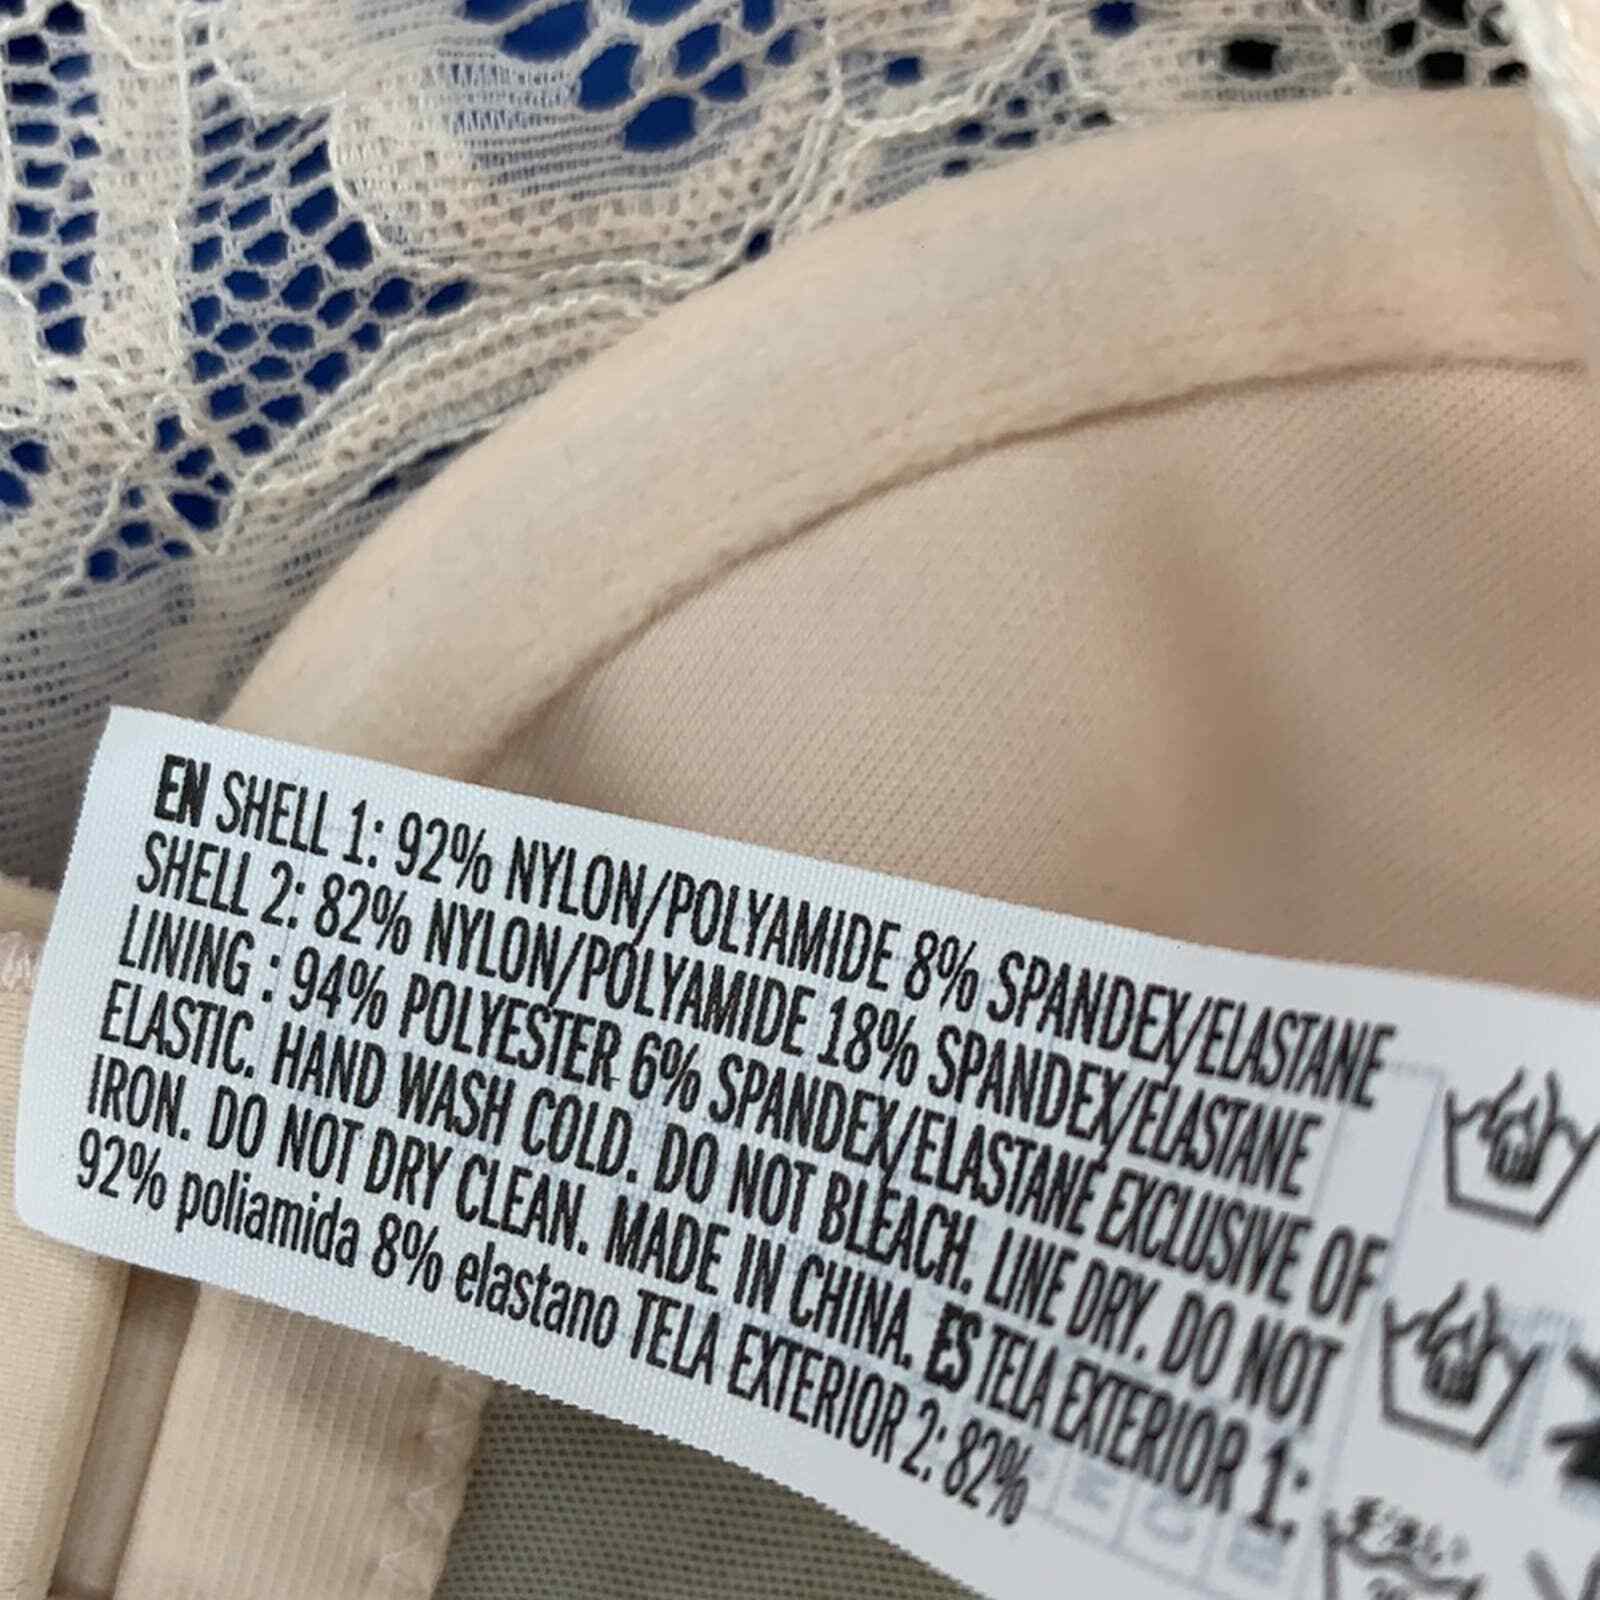 EN SHELL 1: 92% NYLON/POLYAMIDE 8% SPANDEX/ELASTANE
SHELL 2: 82% NYLON/POLYAMIDE 18% SPANDEX/ELASTANE
LINING : 94% POLYESTER 6% SPANDEX/ELASTANE EXCLUSIVE OF
ELASTIC. HAND WASH COLD. DO NOT BLEACH. LINE DRY. DO NOT
IRON. DO NOT DRY CLEAN. MADE IN CHINA. ES TELA EXTERIOR 1:
92% poliamida 8% elastano TELA EXTERIOR 2: 82%